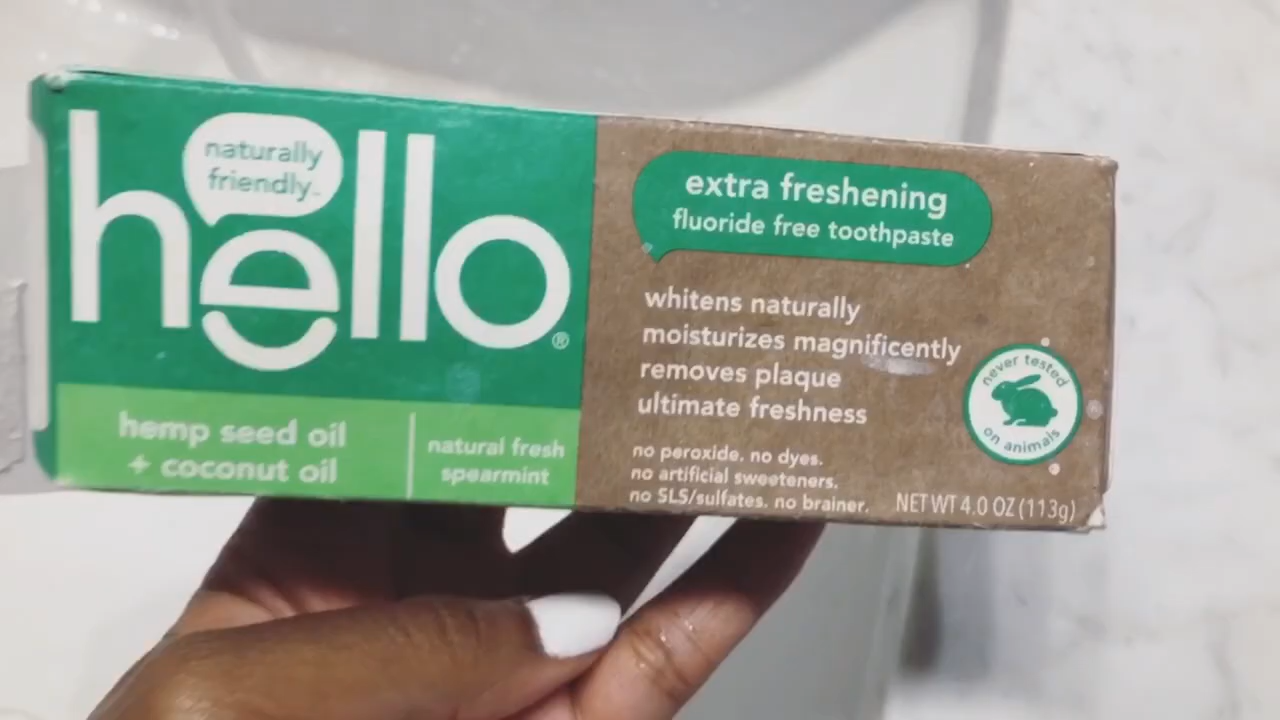 naturally
friendly™
hello®
hemp seed oil
+ coconut oil
natural fresh
spearmint
extra freshening
fluoride free toothpaste
whitens naturally
moisturizes magnificently
removes plaque
ultimate freshness
no peroxide. no dyes.
no artificial sweeteners.
no SLS/sulfates. no brainer.
NET WT 4.0 OZ (113g)
never tested
on animals